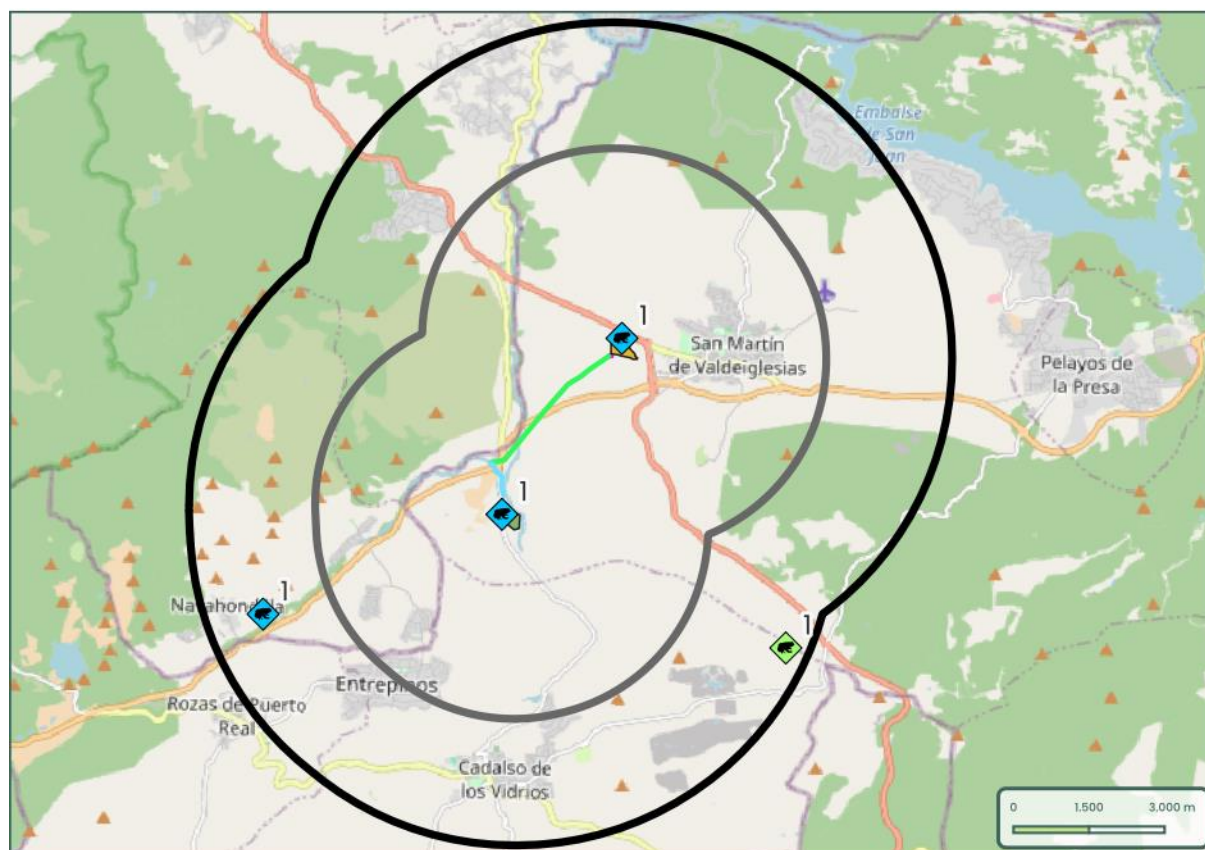 Embalse
de San
Juan
1
San Martín
de Valdeiglesias
Pelayos de
la Presa
1
1
Navahondilla
1
Entrepinos
Rozas de Puerto
Real
Cadalso de
los Vidrios
0 1.500 3.000 m